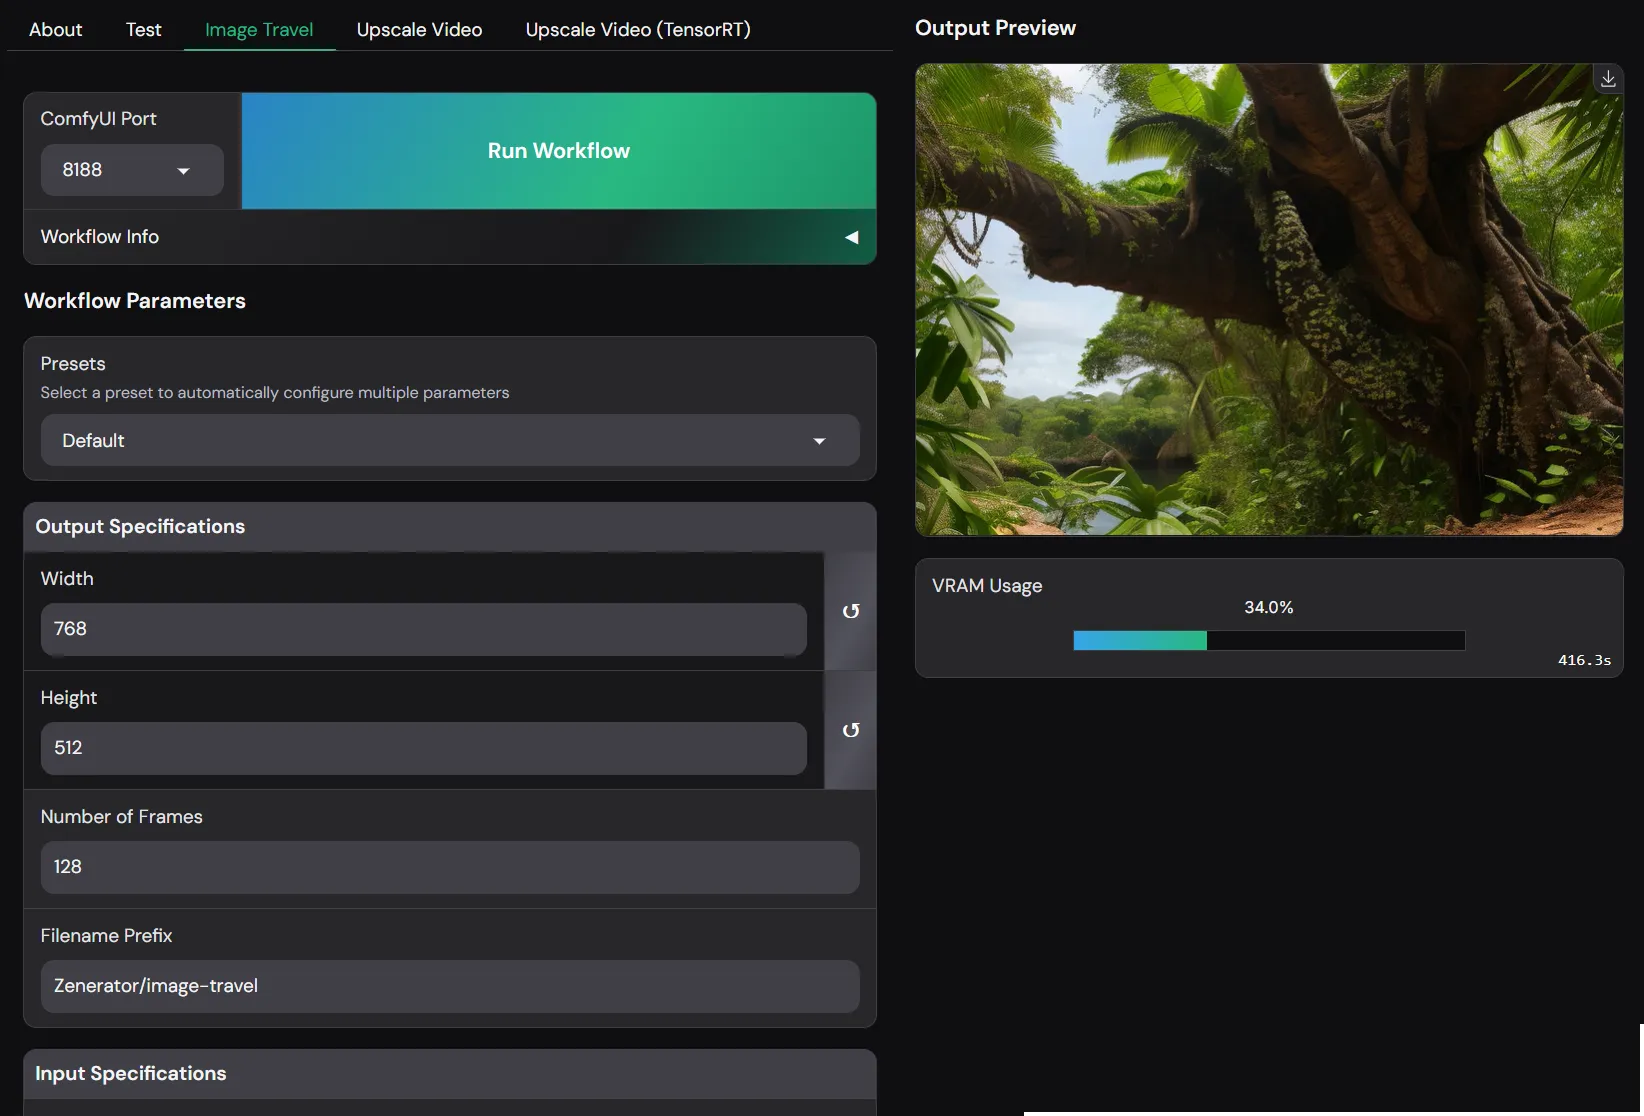 About
Test
Image Travel
Upscale Video
Upscale Video (TensorRT)
ComfyUI Port
8188
Run Workflow
Workflow Info
Workflow Parameters
Presets
Select a preset to automatically configure multiple parameters
Default
Output Specifications
Width
768
Height
512
Number of Frames
128
Filename Prefix
Zenerator/image-travel
Input Specifications
Output Preview
VRAM Usage
34.0%
416.3s